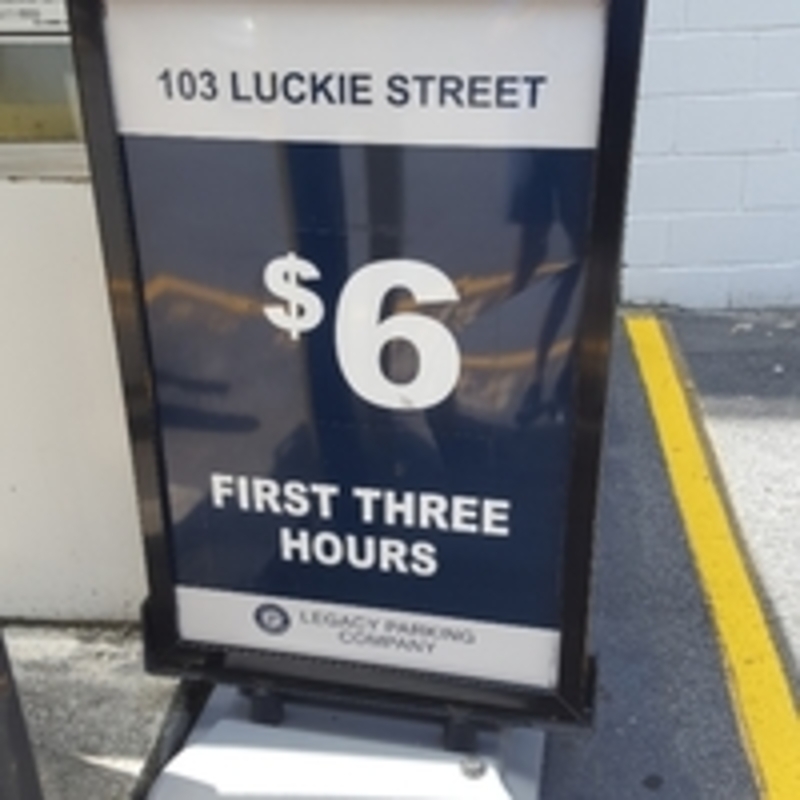 103 LUCKIE STREET
$6
FIRST THREE
HOURS
LEGACY PARKING
COMPANY